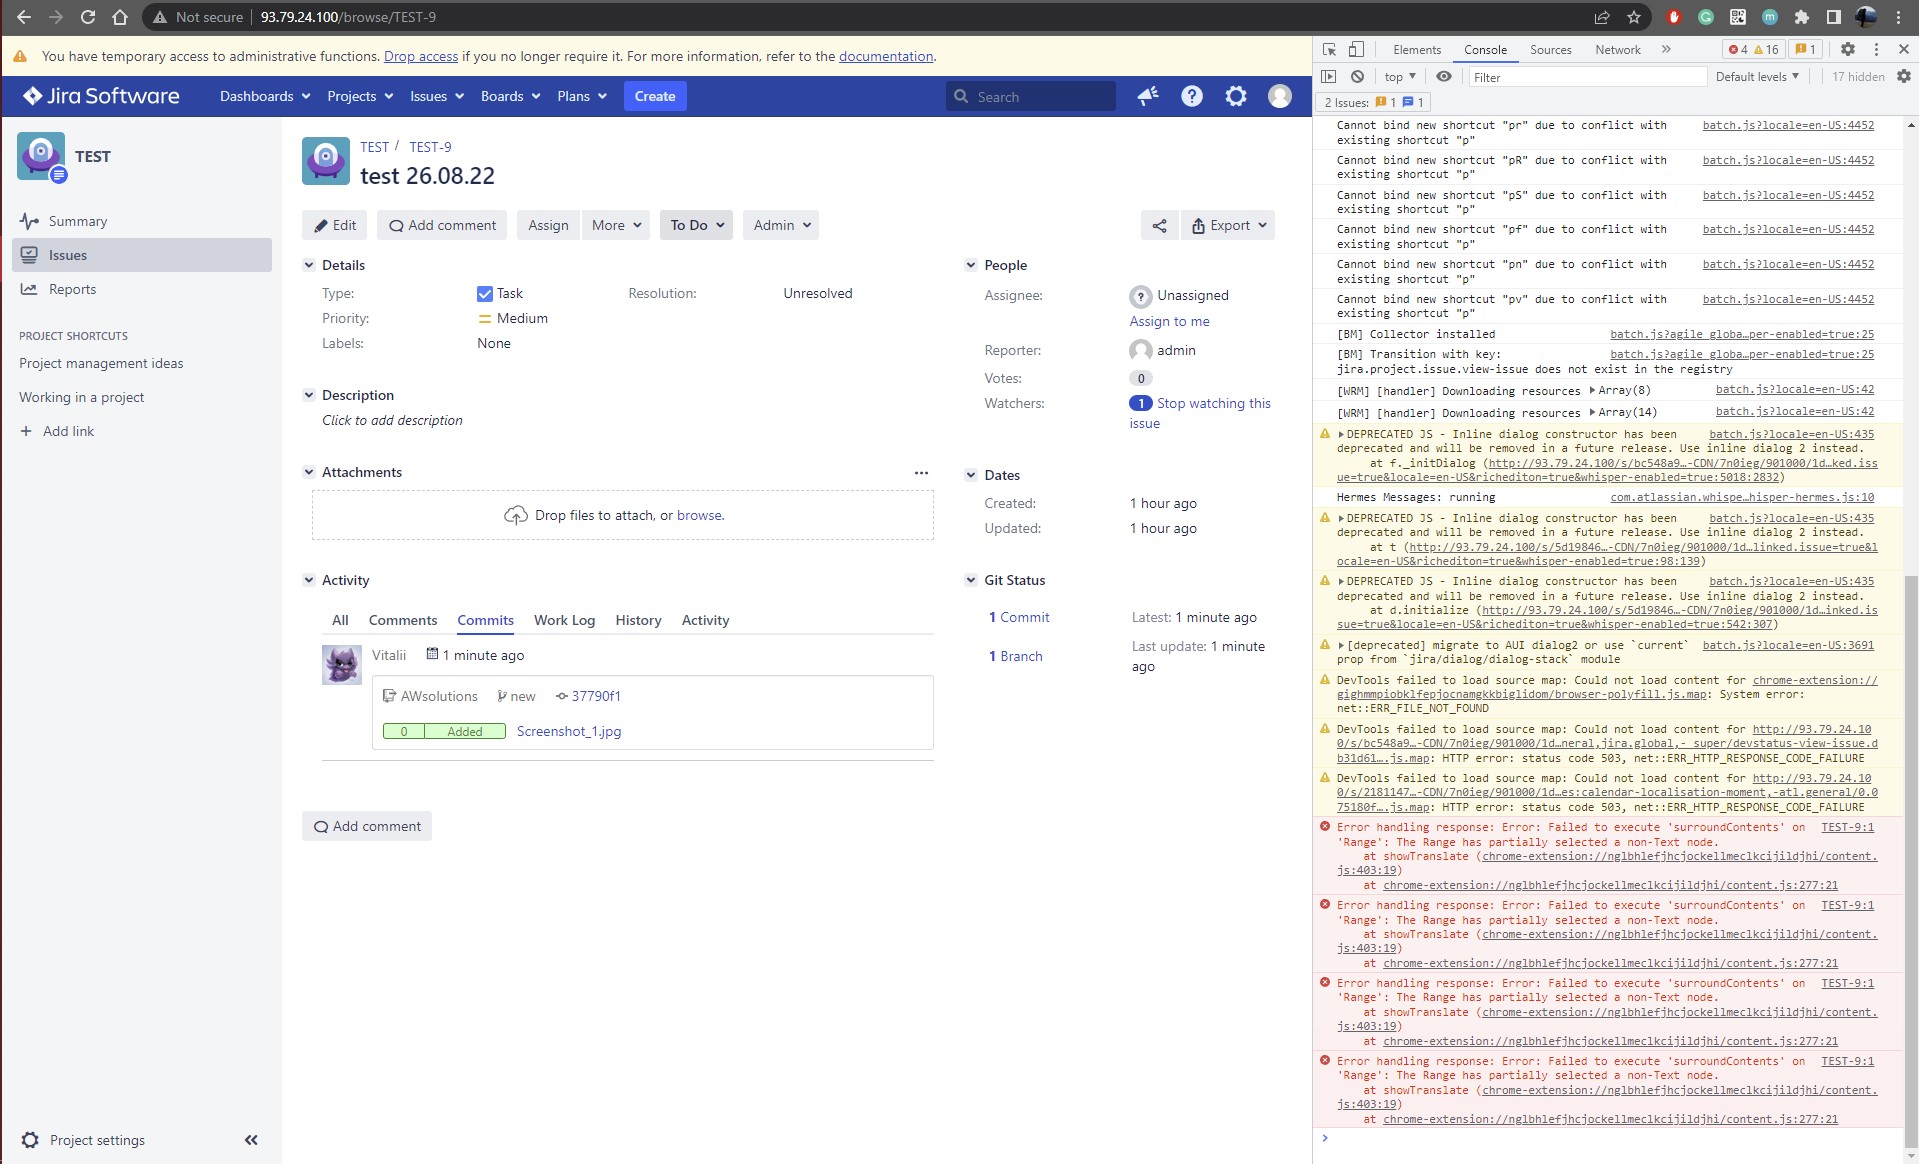 Not secure
93.79.24.100/browse/TEST-9
You have temporary access to administrative functions. Drop access if you no longer require it. For more information, refer to the documentation.
Jira Software
Dashboards
Projects
Issues
Boards
Plans
Create
Search
TEST
Summary
Issues
Reports
PROJECT SHORTCUTS
Project management ideas
Working in a project
+ Add link
Project settings
TEST / TEST-9
test 26.08.22
Edit
Add comment
Assign
More
To Do
Admin
Export
Details
Type:
Task
Resolution:
Unresolved
Priority:
Medium
Labels:
None
Description
Click to add description
Attachments
Drop files to attach, or browse.
Activity
All
Comments
Commits
Work Log
History
Activity
Vitalii
1 minute ago
AWsolutions
new
37790f1
0
Added
Screenshot_1.jpg
Add comment
People
Assignee:
Unassigned
Assign to me
Reporter:
admin
Votes:
0
Watchers:
1 Stop watching this
issue
Dates
Created:
1 hour ago
Updated:
1 hour ago
Git Status
1 Commit
Latest: 1 minute ago
1 Branch
Last update: 1 minute
ago
Elements
Console
Sources
Network
4
16
1
top
Filter
Default levels
17 hidden
2 Issues:
1
1
Cannot bind new shortcut "pr" due to conflict with batch.js?locale=en-US:4452
existing shortcut "p"
Cannot bind new shortcut "pR" due to conflict with batch.js?locale=en-US:4452
existing shortcut "p"
Cannot bind new shortcut "pS" due to conflict with batch.js?locale=en-US:4452
existing shortcut "p"
Cannot bind new shortcut "pf" due to conflict with batch.js?locale=en-US:4452
existing shortcut "p"
Cannot bind new shortcut "pn" due to conflict with batch.js?locale=en-US:4452
existing shortcut "p"
Cannot bind new shortcut "pv" due to conflict with batch.js?locale=en-US:4452
existing shortcut "p"
[BM] Collector installed batch.js?agile_globa…per-enabled=true:25
[BM] Transition with key: batch.js?agile_globa…per-enabled=true:25
jira.project.issue.view-issue does not exist in the registry
[WRM] [handler] Downloading resources Array(8) batch.js?locale=en-US:42
[WRM] [handler] Downloading resources Array(14) batch.js?locale=en-US:42
DEPRECATED JS - Inline dialog constructor has been batch.js?locale=en-US:435
deprecated and will be removed in a future release. Use inline dialog 2 instead.
at f._initDialog (http://93.79.24.100/s/bc548a9…-CDN/7n0ieg/901000/1d…ked.iss
ue=true&locale=en-US&richediton=true&whisper-enabled=true:5018:2832)
Hermes Messages: running com.atlassian.whispe…hisper-hermes.js:10
DEPRECATED JS - Inline dialog constructor has been batch.js?locale=en-US:435
deprecated and will be removed in a future release. Use inline dialog 2 instead.
at t (http://93.79.24.100/s/5d19846…-CDN/7n0ieg/901000/1d…linked.issue=true&l
ocale=en-US&richediton=true&whisper-enabled=true:98:139)
DEPRECATED JS - Inline dialog constructor has been batch.js?locale=en-US:435
deprecated and will be removed in a future release. Use inline dialog 2 instead.
at d.initialize (http://93.79.24.100/s/5d19846…-CDN/7n0ieg/901000/1d…inked.is
sue=true&locale=en-US&richediton=true&whisper-enabled=true:542:307)
[deprecated] migrate to AUI dialog2 or use `current` batch.js?locale=en-US:3691
prop from `jira/dialog/dialog-stack` module
DevTools failed to load source map: Could not load content for chrome-extension://
gighmmpiobklfepjocnamgkkbiglidom/browser-polyfill.js.map: System error:
net::ERR_FILE_NOT_FOUND
DevTools failed to load source map: Could not load content for http://93.79.24.10
0/s/bc548a9…-CDN/7n0ieg/901000/1d…neral,jira.global,-_super/devstatus-view-issue.d
b31d61….js.map: HTTP error: status code 503, net::ERR_HTTP_RESPONSE_CODE_FAILURE
DevTools failed to load source map: Could not load content for http://93.79.24.10
0/s/2181147…-CDN/7n0ieg/901000/1d…es:calendar-localisation-moment,-atl.general/0.0
75180f….js.map: HTTP error: status code 503, net::ERR_HTTP_RESPONSE_CODE_FAILURE
Error handling response: Error: Failed to execute 'surroundContents' on TEST-9:1
'Range': The Range has partially selected a non-Text node.
at showTranslate (chrome-extension://nglbhlefjhcjockellmeclkcijildjhi/content.
js:403:19)
at chrome-extension://nglbhlefjhcjockellmeclkcijildjhi/content.js:277:21
Error handling response: Error: Failed to execute 'surroundContents' on TEST-9:1
'Range': The Range has partially selected a non-Text node.
at showTranslate (chrome-extension://nglbhlefjhcjockellmeclkcijildjhi/content.
js:403:19)
at chrome-extension://nglbhlefjhcjockellmeclkcijildjhi/content.js:277:21
Error handling response: Error: Failed to execute 'surroundContents' on TEST-9:1
'Range': The Range has partially selected a non-Text node.
at showTranslate (chrome-extension://nglbhlefjhcjockellmeclkcijildjhi/content.
js:403:19)
at chrome-extension://nglbhlefjhcjockellmeclkcijildjhi/content.js:277:21
Error handling response: Error: Failed to execute 'surroundContents' on TEST-9:1
'Range': The Range has partially selected a non-Text node.
at showTranslate (chrome-extension://nglbhlefjhcjockellmeclkcijildjhi/content.
js:403:19)
at chrome-extension://nglbhlefjhcjockellmeclkcijildjhi/content.js:277:21